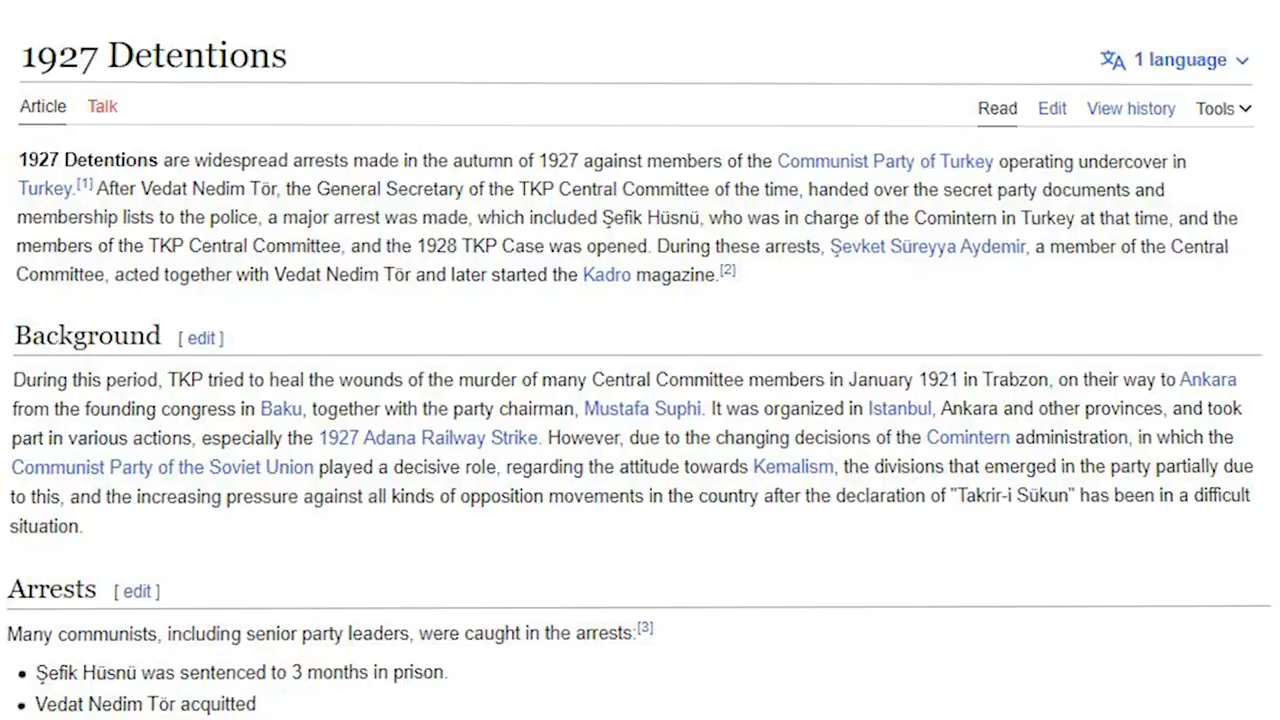 1927 Detentions
1 language
Article Talk
Read Edit View history Tools
1927 Detentions are widespread arrests made in the autumn of 1927 against members of the Communist Party of Turkey operating undercover in
Turkey.[1] After Vedat Nedim Tör, the General Secretary of the TKP Central Committee of the time, handed over the secret party documents and
membership lists to the police, a major arrest was made, which included Şefik Hüsnü, who was in charge of the Comintern in Turkey at that time, and the
members of the TKP Central Committee, and the 1928 TKP Case was opened. During these arrests, Şevket Süreyya Aydemir, a member of the Central
Committee, acted together with Vedat Nedim Tör and later started the Kadro magazine.[2]
Background [ edit ]
During this period, TKP tried to heal the wounds of the murder of many Central Committee members in January 1921 in Trabzon, on their way to Ankara
from the founding congress in Baku, together with the party chairman, Mustafa Suphi. It was organized in Istanbul, Ankara and other provinces, and took
part in various actions, especially the 1927 Adana Railway Strike. However, due to the changing decisions of the Comintern administration, in which the
Communist Party of the Soviet Union played a decisive role, regarding the attitude towards Kemalism, the divisions that emerged in the party partially due
to this, and the increasing pressure against all kinds of opposition movements in the country after the declaration of "Takrir-i Sükun" has been in a difficult
situation.
Arrests [ edit ]
Many communists, including senior party leaders, were caught in the arrests:[3]
• Şefik Hüsnü was sentenced to 3 months in prison.
• Vedat Nedim Tör acquitted